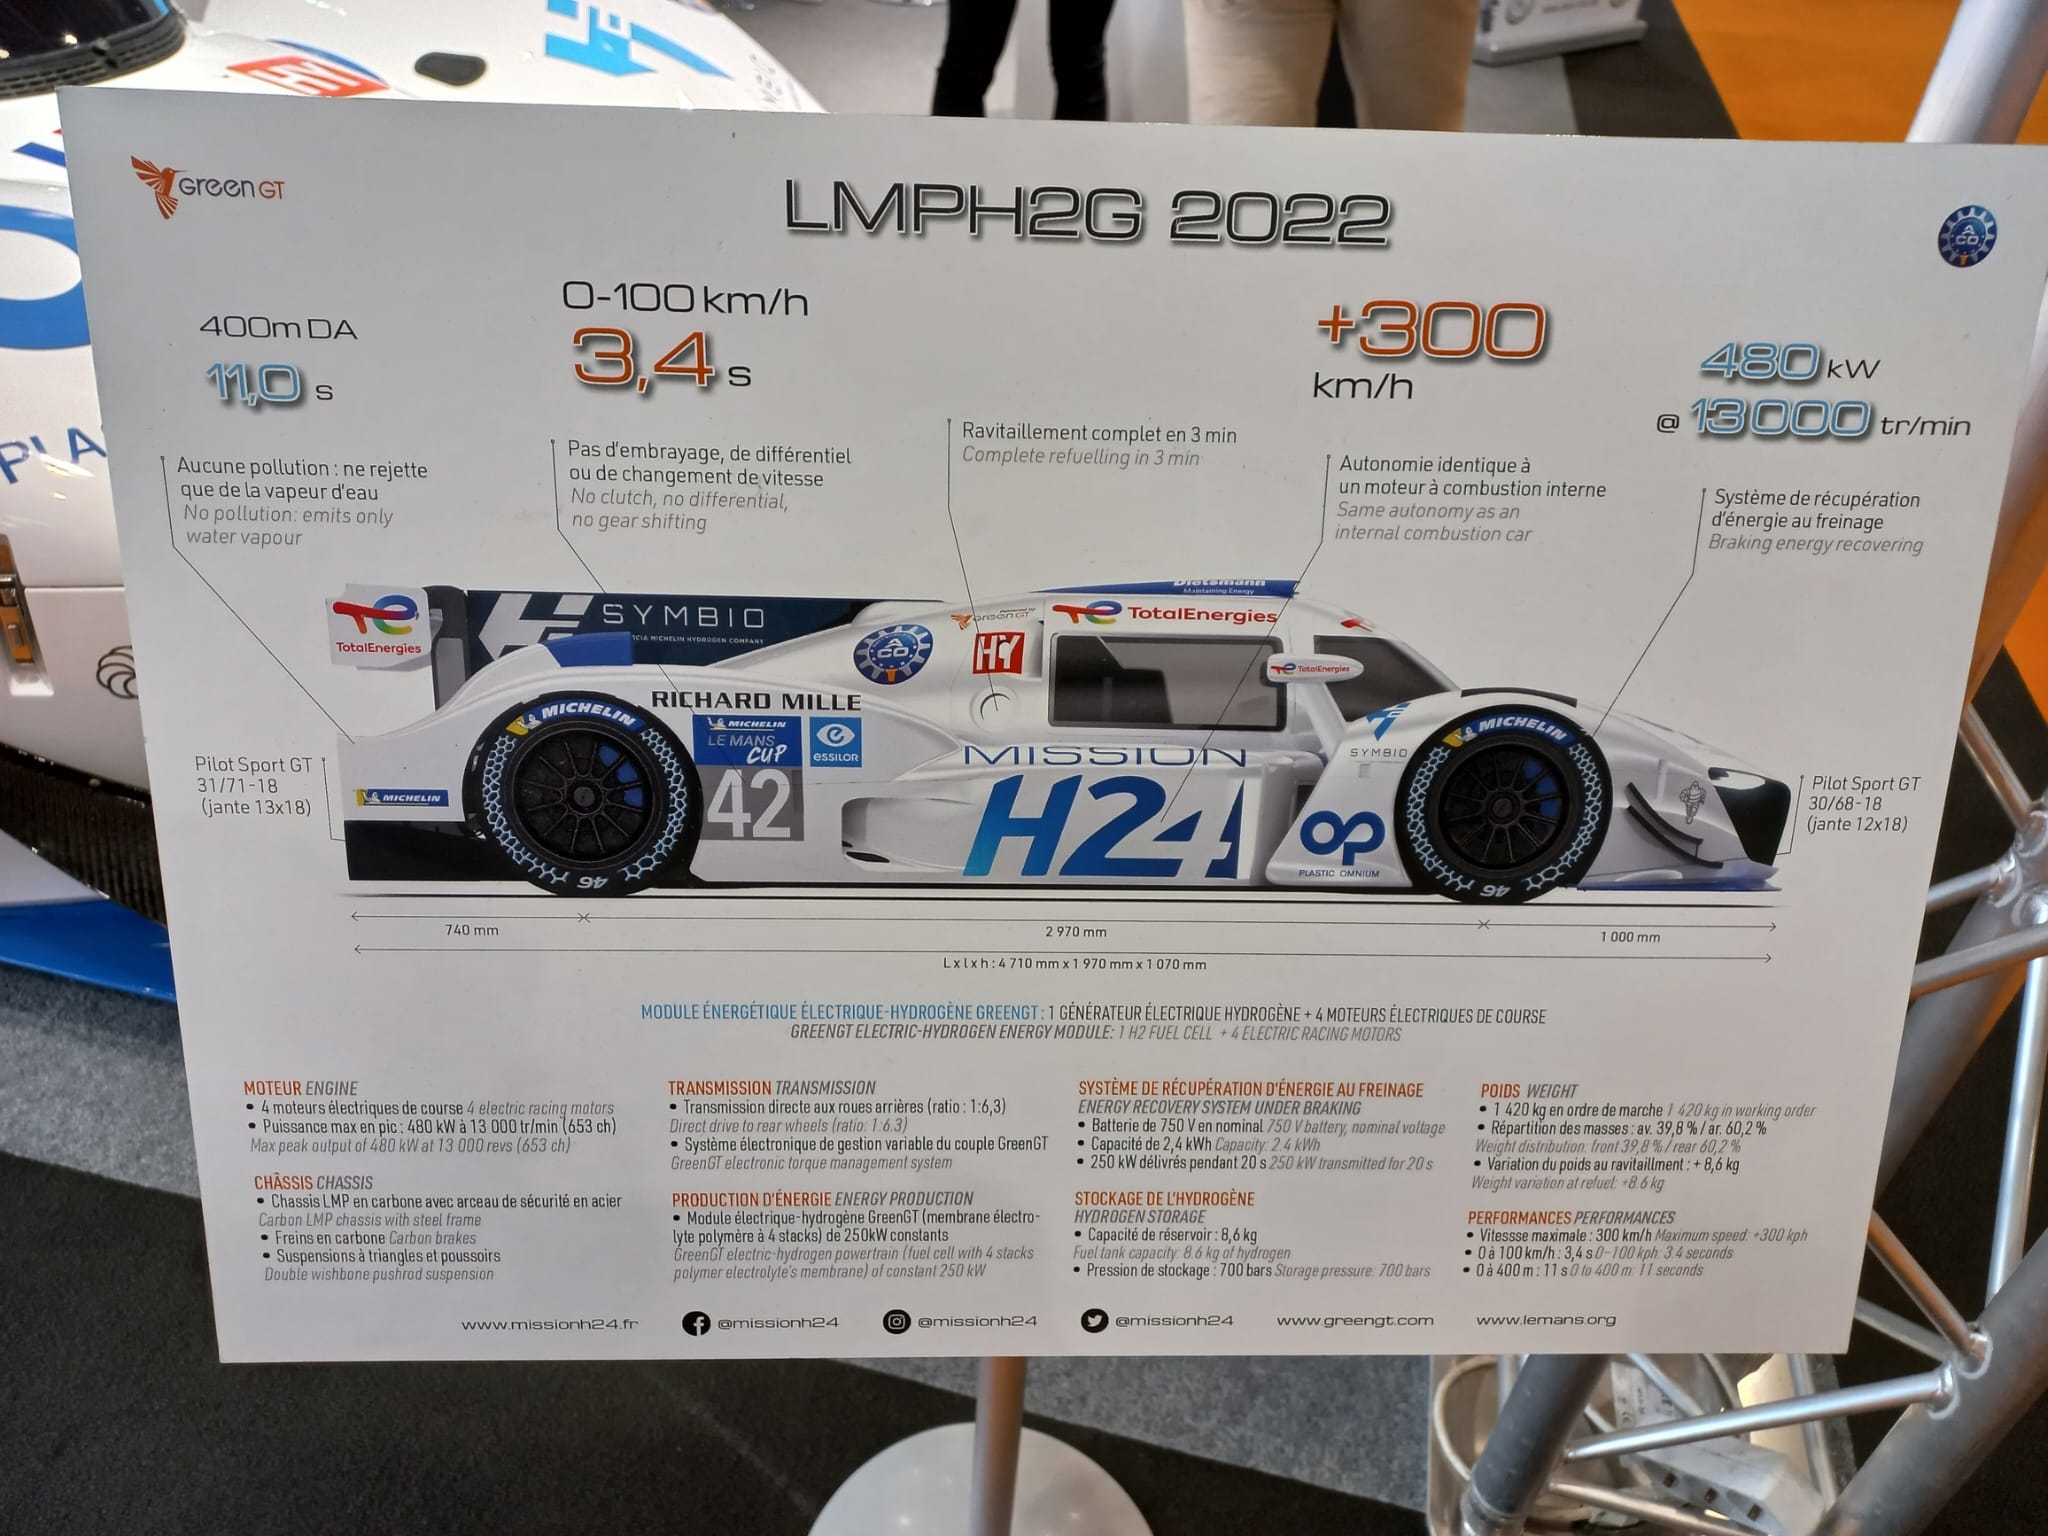 Green GT
LMPH2G 2022
ACO
400m DA
11,0 s
0-100 km/h
3,4 s
+300
km/h
480 kW
@ 13 000 tr/min
Aucune pollution : ne rejette
que de la vapeur d'eau
No pollution: emits only
water vapour
Pas d'embrayage, de différentiel
ou de changement de vitesse
No clutch, no differential,
no gear shifting
Ravitaillement complet en 3 min
Complete refuelling in 3 min
Autonomie identique à
un moteur à combustion interne
Same autonomy as an
internal combustion car
Système de récupération
d'énergie au freinage
Braking energy recovering
TotalEnergies
SYMBIO
A MICHELIN HYDROGEN COMPANY
Dietsmann
Maintaining Energy
Powered by
Green GT
TotalEnergies
ACO
HY
TotalEnergies
RICHARD MILLE
MICHELIN
MICHELIN
LE MANS
CUP
essilor
42
MISSION
H24
SYMBIO
MICHELIN
OP
PLASTIC OMNIUM
MICHELIN
46
46
Pilot Sport GT
31/71-18
(jante 13x18)
Pilot Sport GT
30/68-18
(jante 12x18)
740 mm
2 970 mm
1 000 mm
L x l x h : 4 710 mm x 1 970 mm x 1 070 mm
MODULE ÉNERGÉTIQUE ÉLECTRIQUE-HYDROGÈNE GREENGT : 1 GÉNÉRATEUR ÉLECTRIQUE HYDROGÈNE + 4 MOTEURS ÉLECTRIQUES DE COURSE
GREENGT ELECTRIC-HYDROGEN ENERGY MODULE: 1 H2 FUEL CELL + 4 ELECTRIC RACING MOTORS
MOTEUR ENGINE
• 4 moteurs électriques de course 4 electric racing motors
• Puissance max en pic : 480 kW à 13 000 tr/min (653 ch)
Max peak output of 480 kW at 13 000 revs (653 ch)
CHÂSSIS CHASSIS
• Chassis LMP en carbone avec arceau de sécurité en acier
Carbon LMP chassis with steel frame
• Freins en carbone Carbon brakes
• Suspensions à triangles et poussoirs
Double wishbone pushrod suspension
TRANSMISSION TRANSMISSION
• Transmission directe aux roues arrières (ratio : 1:6,3)
Direct drive to rear wheels (ratio: 1:6.3)
• Système électronique de gestion variable du couple GreenGT
GreenGT electronic torque management system
PRODUCTION D'ÉNERGIE ENERGY PRODUCTION
• Module électrique-hydrogène GreenGT (membrane électro-
lyte polymère à 4 stacks) de 250kW constants
GreenGT electric-hydrogen powertrain (fuel cell with 4 stacks
polymer electrolyte's membrane) of constant 250 kW
SYSTÈME DE RÉCUPÉRATION D'ÉNERGIE AU FREINAGE
ENERGY RECOVERY SYSTEM UNDER BRAKING
• Batterie de 750 V en nominal 750 V battery, nominal voltage
• Capacité de 2,4 kWh Capacity: 2.4 kWh
• 250 kW délivrés pendant 20 s 250 kW transmitted for 20 s
STOCKAGE DE L'HYDROGÈNE
HYDROGEN STORAGE
• Capacité de réservoir : 8,6 kg
Fuel tank capacity: 8.6 kg of hydrogen
• Pression de stockage : 700 bars Storage pressure: 700 bars
POIDS WEIGHT
• 1 420 kg en ordre de marche 1 420 kg in working order
• Répartition des masses : av. 39,8 % / ar. 60,2 %
Weight distribution: front 39,8 % / rear 60,2 %
• Variation du poids au ravitaillment : + 8,6 kg
Weight variation at refuel: +8.6 kg
PERFORMANCES PERFORMANCES
• Vitessse maximale : 300 km/h Maximum speed: +300 kph
• 0 à 100 km/h : 3,4 s 0-100 kph: 3.4 seconds
• 0 à 400 m : 11 s 0 to 400 m: 11 seconds
www.missionh24.fr
@missionh24
@missionh24
@missionh24
www.greengt.com
www.lemans.org